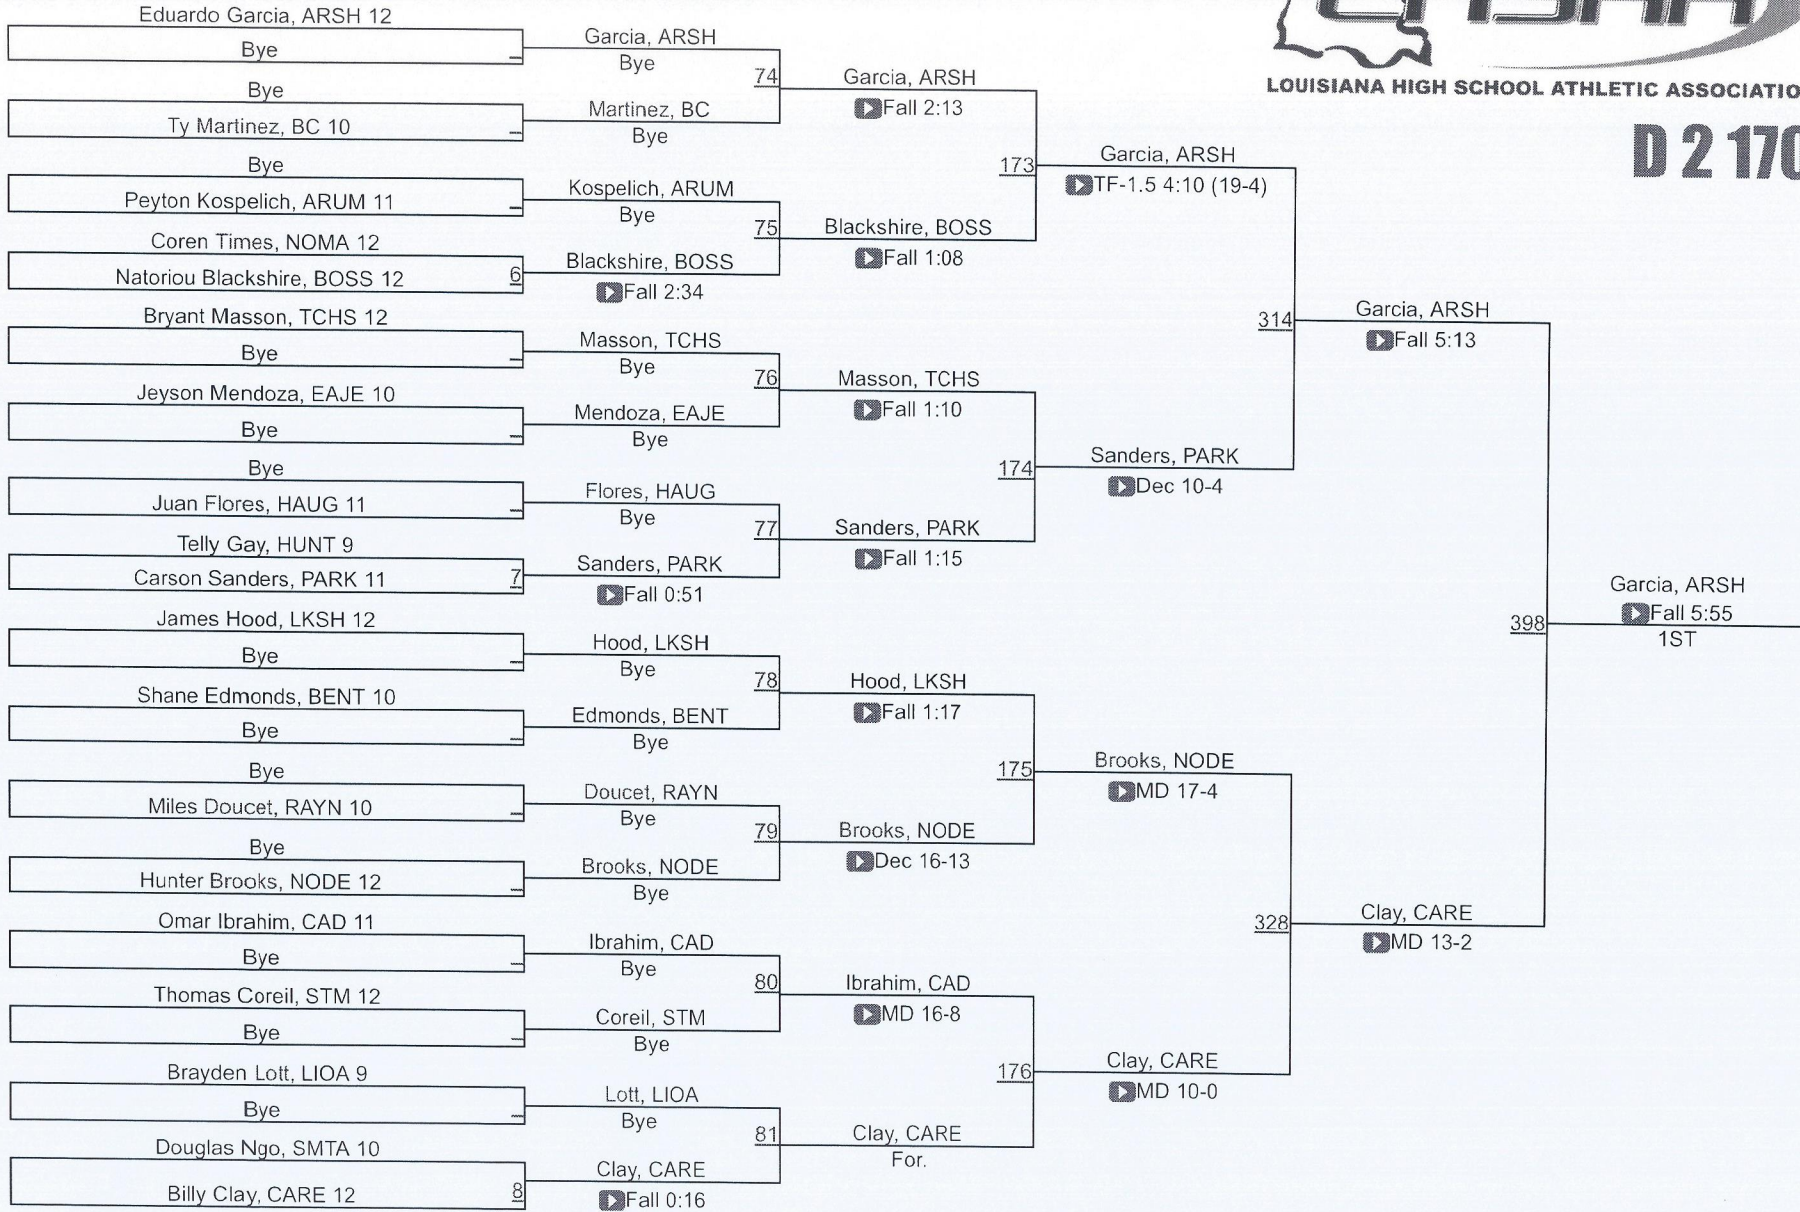 LOUISIANA HIGH SCHOOL ATHLETIC ASSOCIATIO
D 2 170
Eduardo Garcia, ARSH 12
Bye
Bye
Ty Martinez, BC 10
Bye
Peyton Kospelich, ARUM 11
Coren Times, NOMA 12
Natoriou Blackshire, BOSS 12
6
Bryant Masson, TCHS 12
Bye
Jeyson Mendoza, EAJE 10
Bye
Bye
Juan Flores, HAUG 11
Telly Gay, HUNT 9
Carson Sanders, PARK 11
7
James Hood, LKSH 12
Bye
Shane Edmonds, BENT 10
Bye
Bye
Miles Doucet, RAYN 10
Bye
Hunter Brooks, NODE 12
Omar Ibrahim, CAD 11
Bye
Thomas Coreil, STM 12
Bye
Brayden Lott, LIOA 9
Bye
Douglas Ngo, SMTA 10
Billy Clay, CARE 12
8
Garcia, ARSH
Bye
74
Martinez, BC
Bye
Kospelich, ARUM
Bye
75
Blackshire, BOSS
Fall 2:34
Masson, TCHS
Bye
76
Mendoza, EAJE
Bye
Flores, HAUG
Bye
77
Sanders, PARK
Fall 0:51
Hood, LKSH
Bye
78
Edmonds, BENT
Bye
Doucet, RAYN
Bye
79
Brooks, NODE
Bye
Ibrahim, CAD
Bye
80
Coreil, STM
Bye
Lott, LIOA
Bye
81
Clay, CARE
Fall 0:16
Garcia, ARSH
Fall 2:13
173
Blackshire, BOSS
Fall 1:08
Masson, TCHS
Fall 1:10
174
Sanders, PARK
Fall 1:15
Hood, LKSH
Fall 1:17
175
Brooks, NODE
Dec 16-13
Ibrahim, CAD
MD 16-8
176
Clay, CARE
For.
Garcia, ARSH
TF-1.5 4:10 (19-4)
314
Sanders, PARK
Dec 10-4
Brooks, NODE
MD 17-4
328
Clay, CARE
MD 10-0
Garcia, ARSH
Fall 5:13
398
Clay, CARE
MD 13-2
Garcia, ARSH
Fall 5:55
1ST